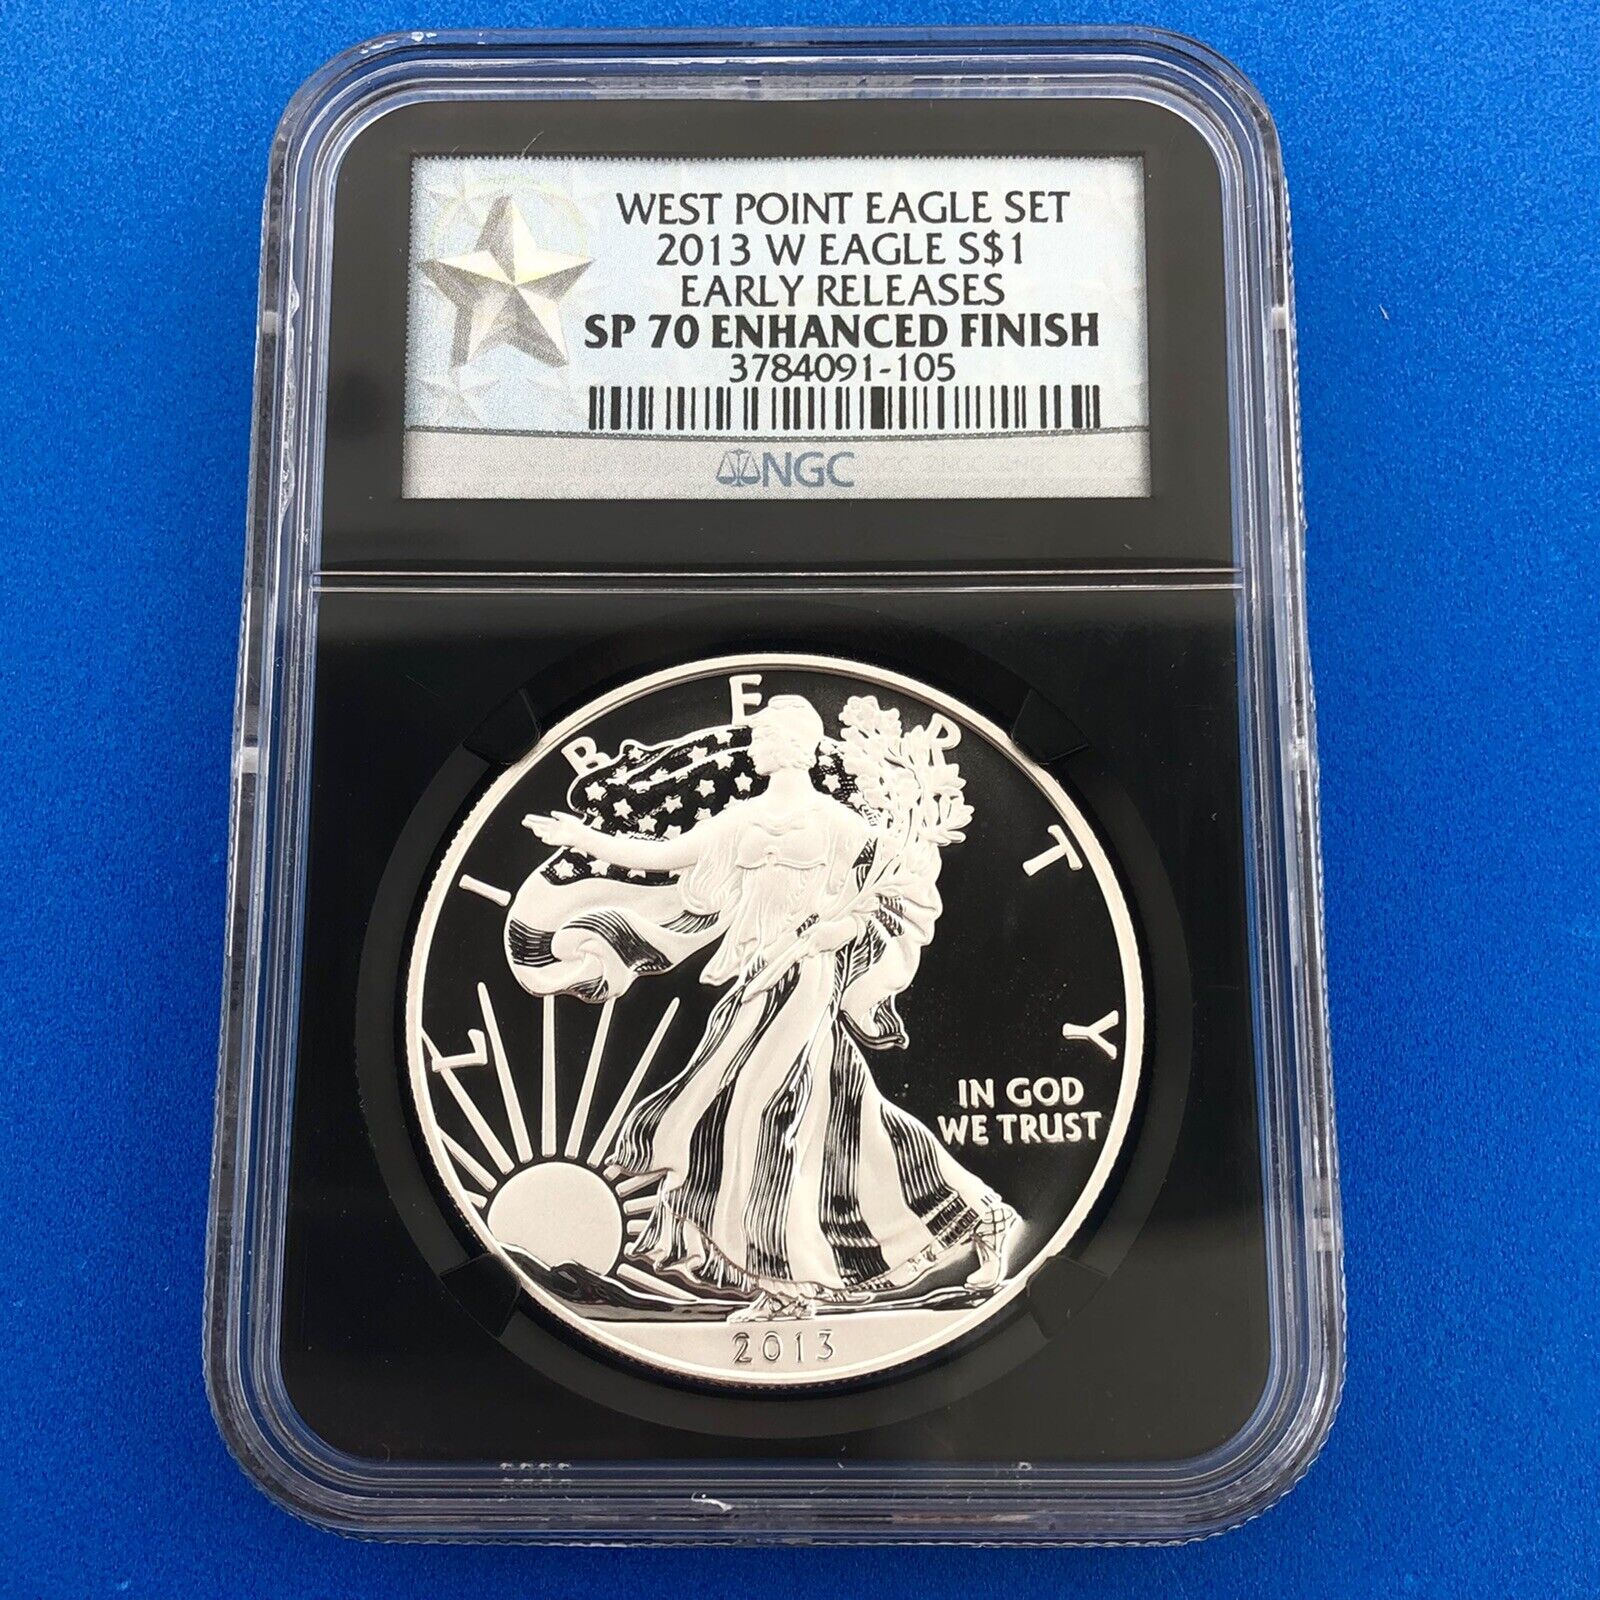 WEST POINT EAGLE SET
2013 W EAGLE S$1
EARLY RELEASES
SP 70 ENHANCED FINISH
3784091-105
NGC
LIBERTY
IN GOD
WE TRUST
2013